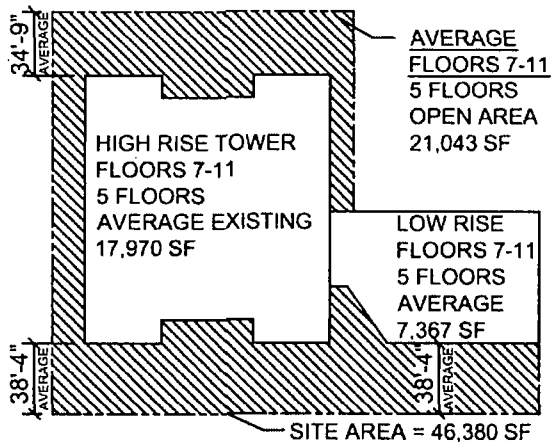 34'-9"
AVERAGE
AVERAGE
FLOORS 7-11
5 FLOORS
OPEN AREA
21,043 SF
HIGH RISE TOWER
FLOORS 7-11
5 FLOORS
AVERAGE EXISTING
17,970 SF
LOW RISE
FLOORS 7-11
5 FLOORS
AVERAGE
7,367 SF
38'-4"
AVERAGE
38'-4"
AVERAGE
SITE AREA = 46,380 SF